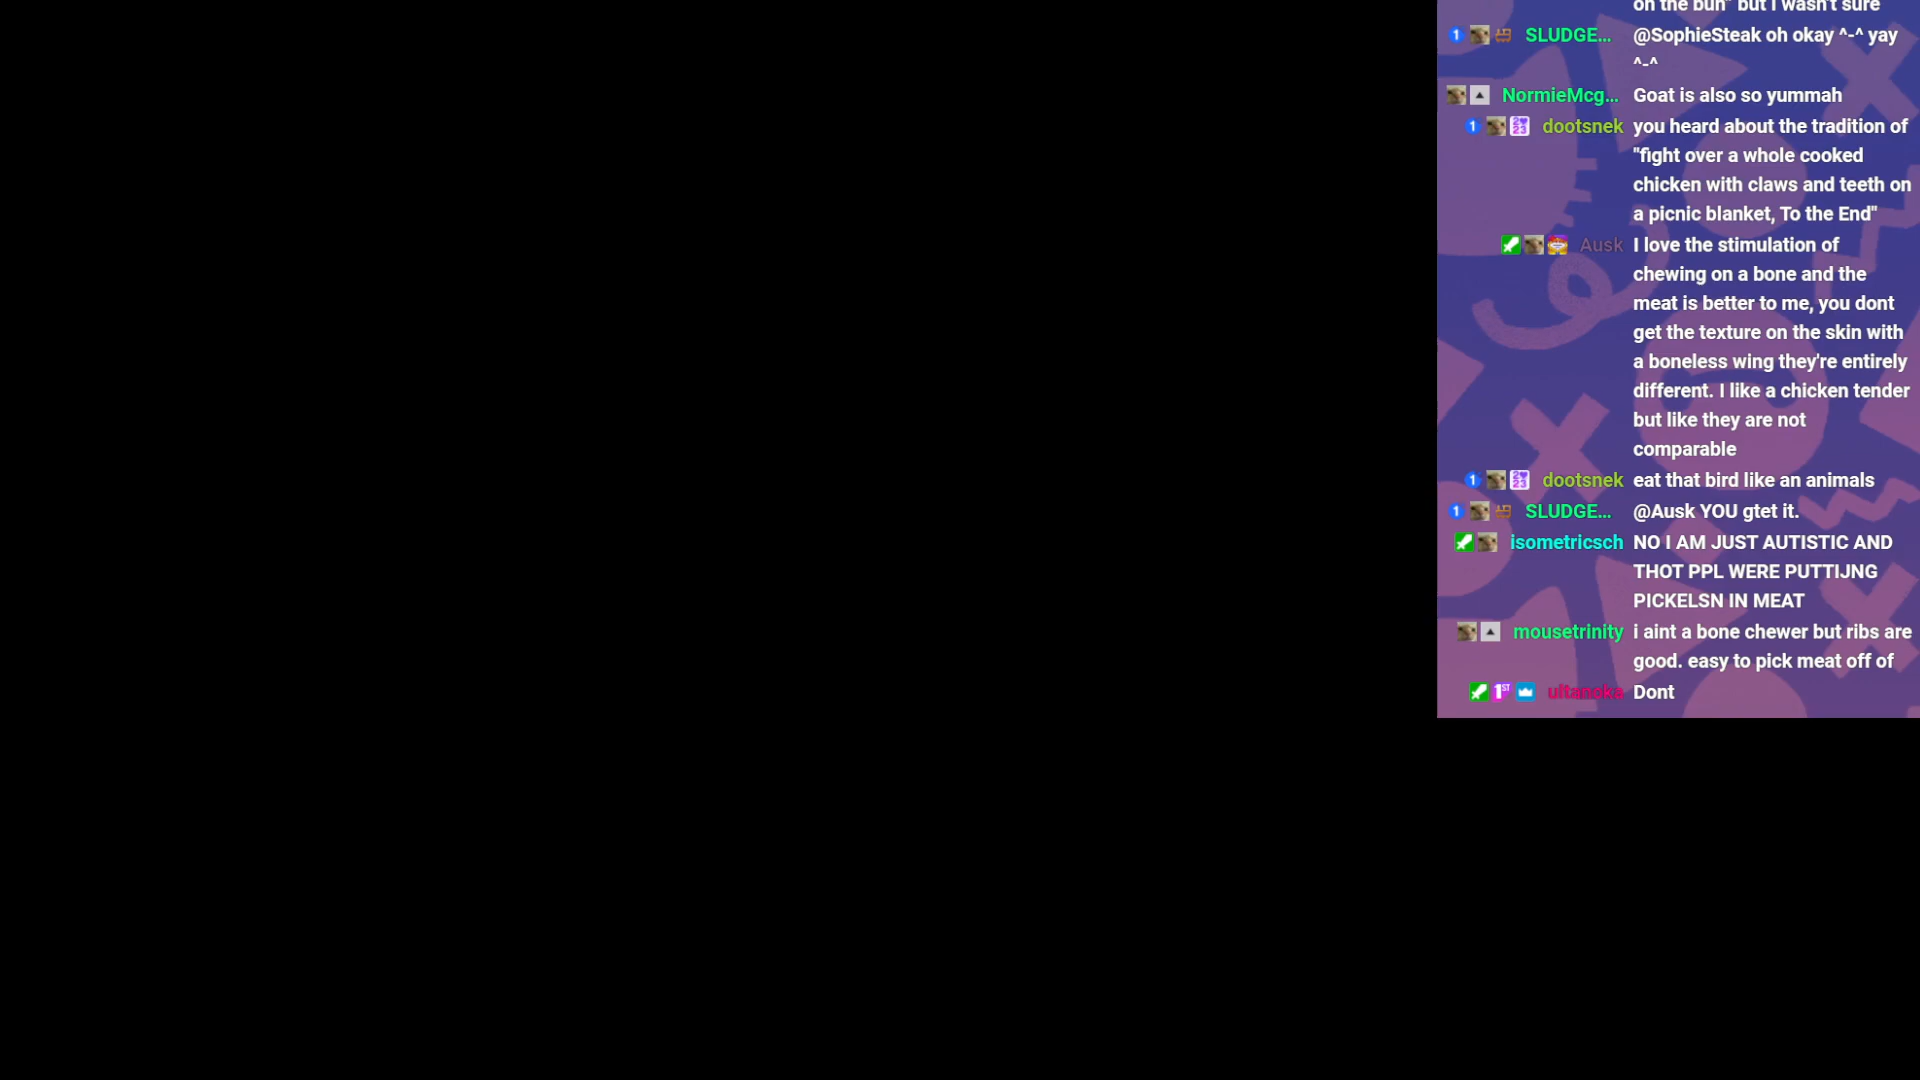 on the bun" but I wasn't sure
SLUDGE... @SophieSteak oh okay ^-^ yay
^-^
NormieMcg... Goat is also so yummah
dootsnek you heard about the tradition of
"fight over a whole cooked
chicken with claws and teeth on
a picnic blanket, To the End"
Ausk I love the stimulation of
chewing on a bone and the
meat is better to me, you dont
get the texture on the skin with
a boneless wing they're entirely
different. I like a chicken tender
but like they are not
comparable
dootsnek eat that bird like an animals
SLUDGE... @Ausk YOU gtet it.
isometricsch NO I AM JUST AUTISTIC AND
THOT PPL WERE PUTTIJNG
PICKELSN IN MEAT
mousetrinity i aint a bone chewer but ribs are
good. easy to pick meat off of
1ST ultanoka Dont